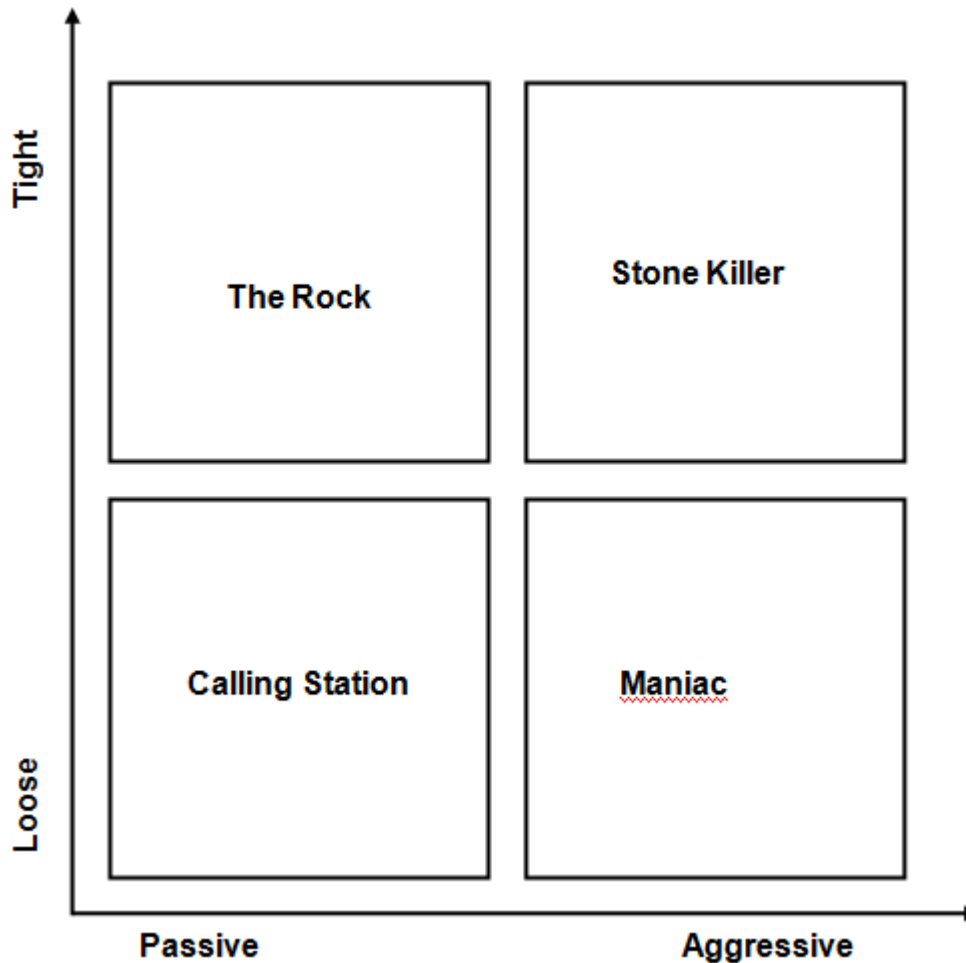 Tight
The Rock
Stone Killer
Calling Station
Maniac
Loose
Passive
Aggressive